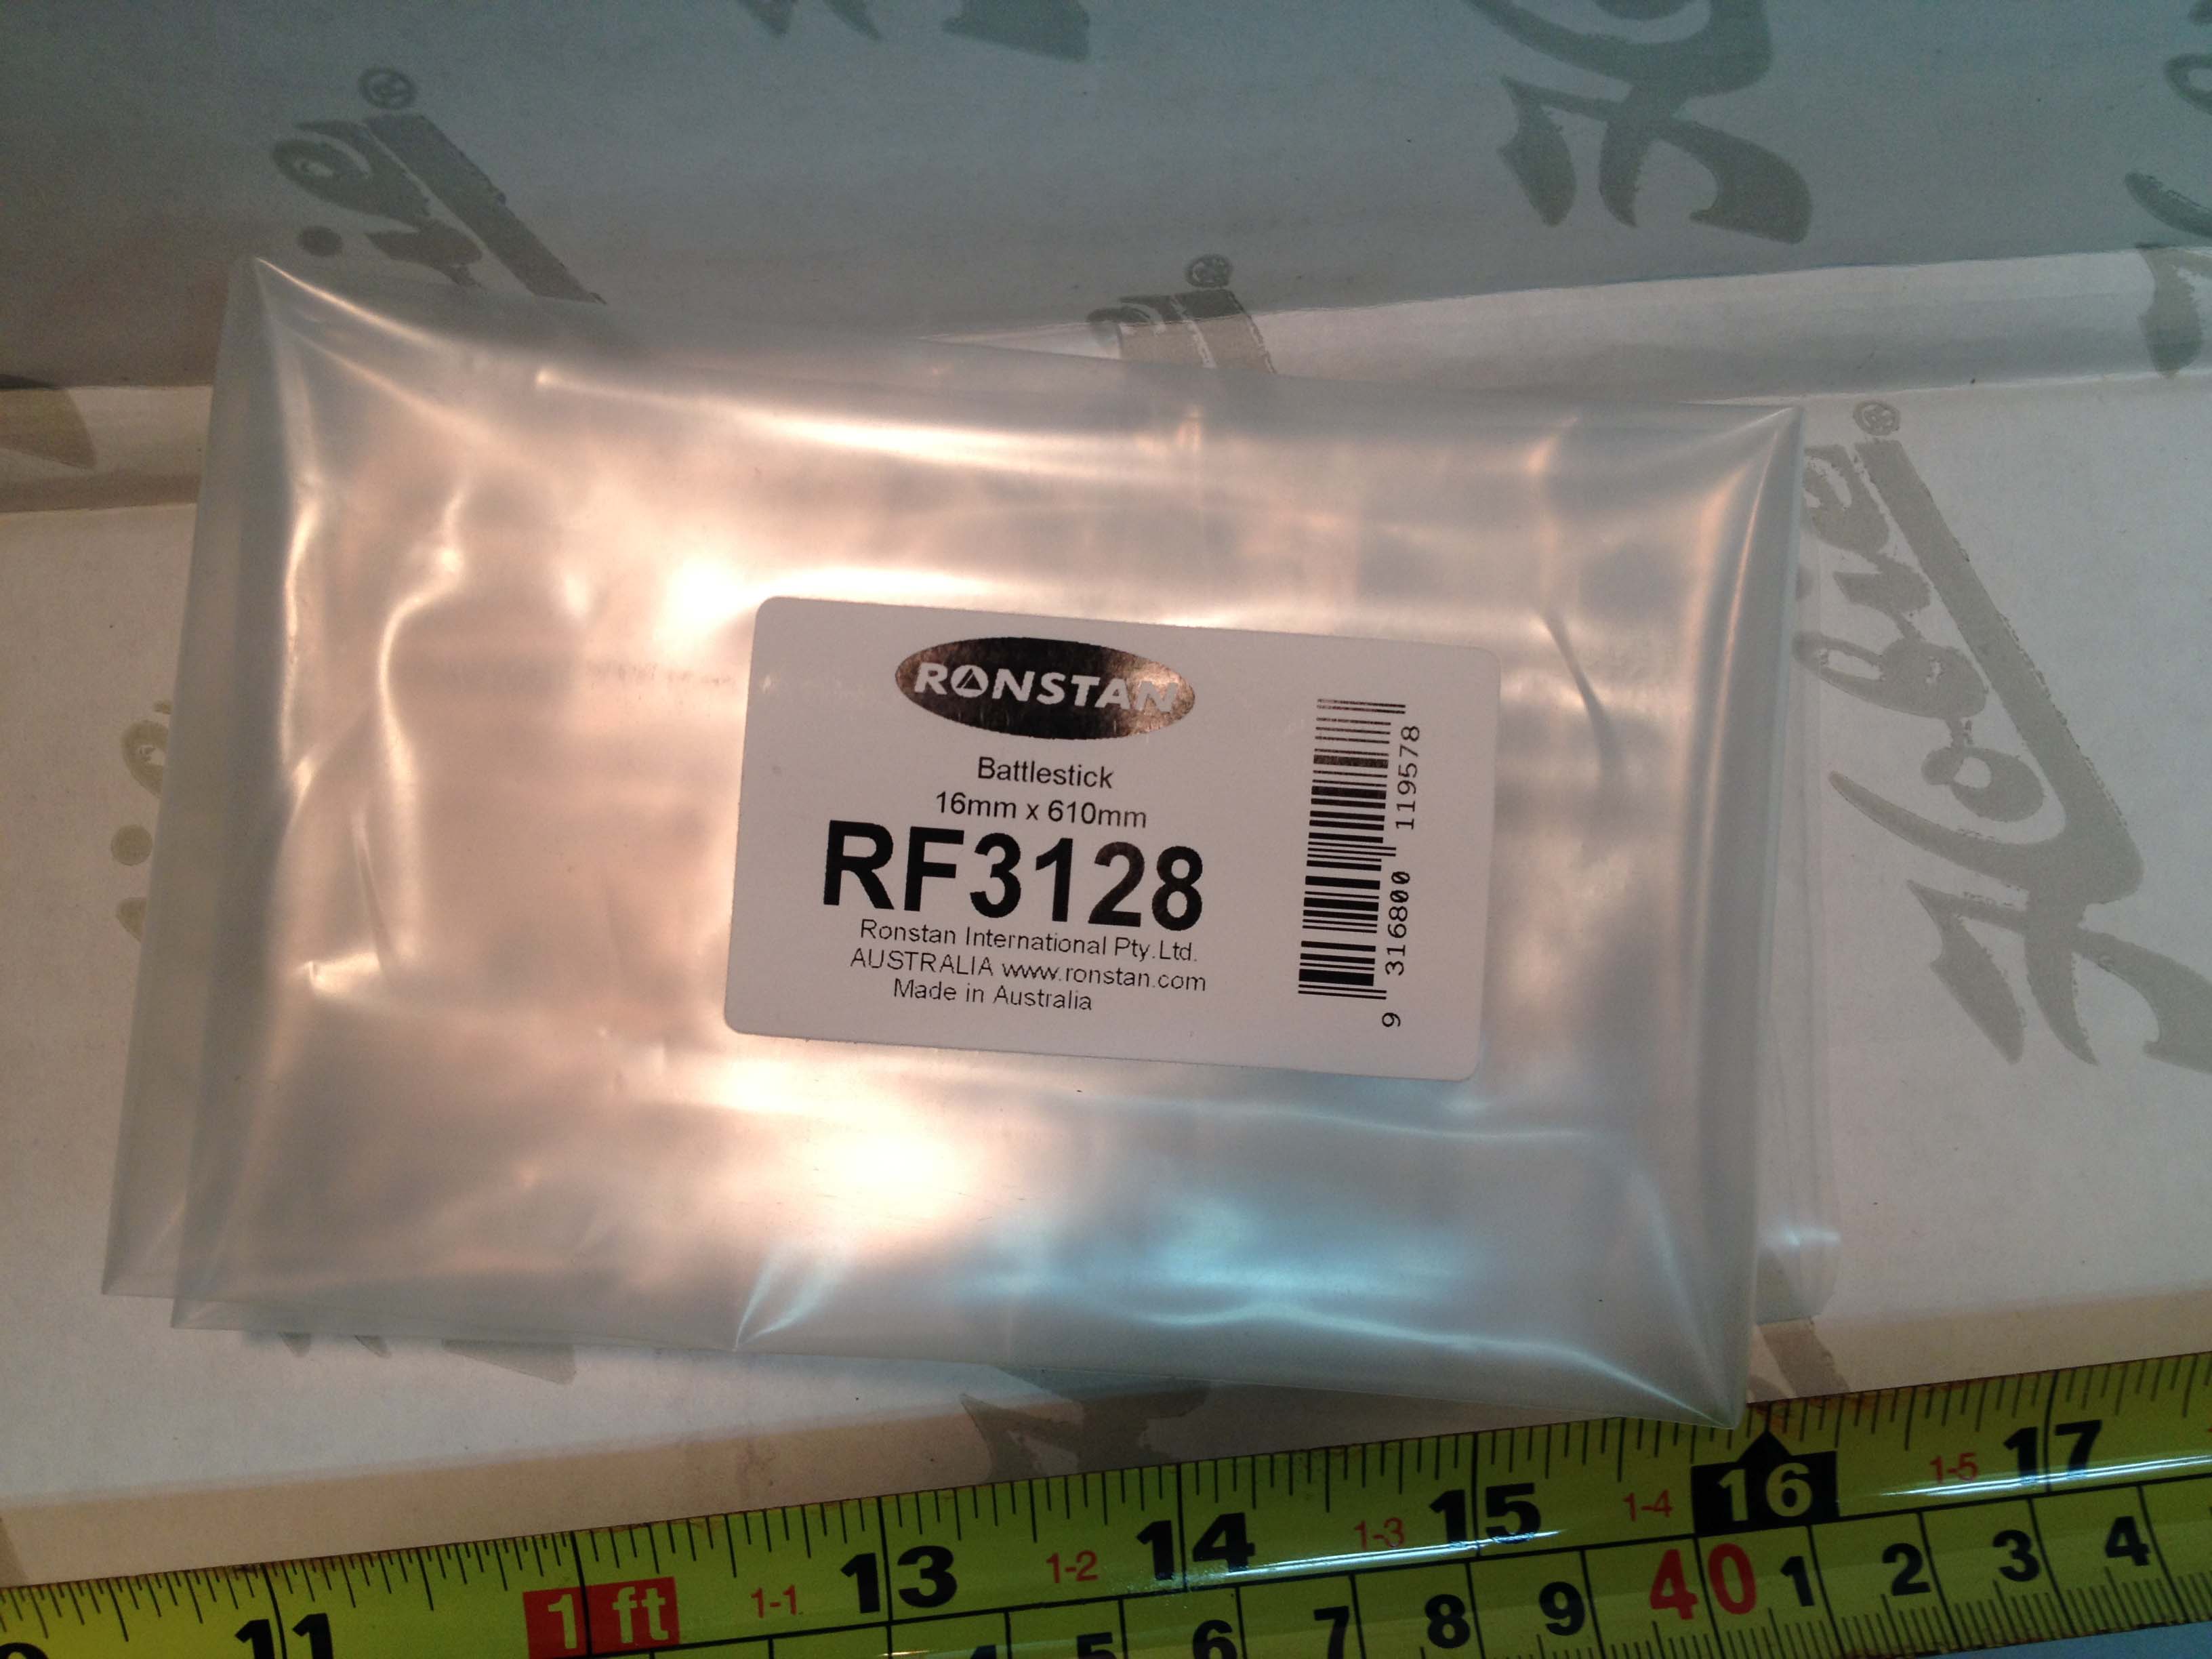 Hobie®
RONSTAN
Battlestick
16mm x 610mm
RF3128
Ronstan International Pty.Ltd.
AUSTRALIA www.ronstan.com
Made in Australia
9 316800 119578
11 1 ft 1-1 13 1-2 14 1-3 15 1-4 16 1-5 17
4 5 6 7 8 9 40 1 2 3 4